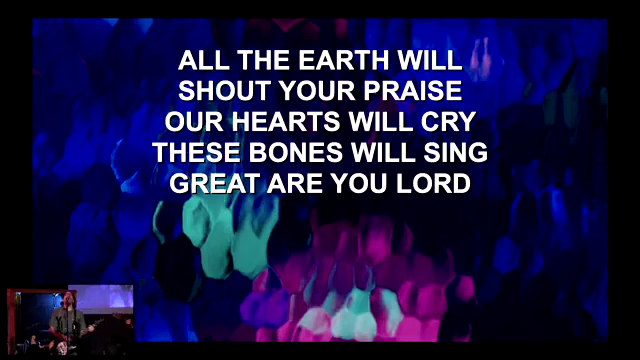 ALL THE EARTH WILL
SHOUT YOUR PRAISE
OUR HEARTS WILL CRY
THESE BONES WILL SING
GREAT ARE YOU LORD